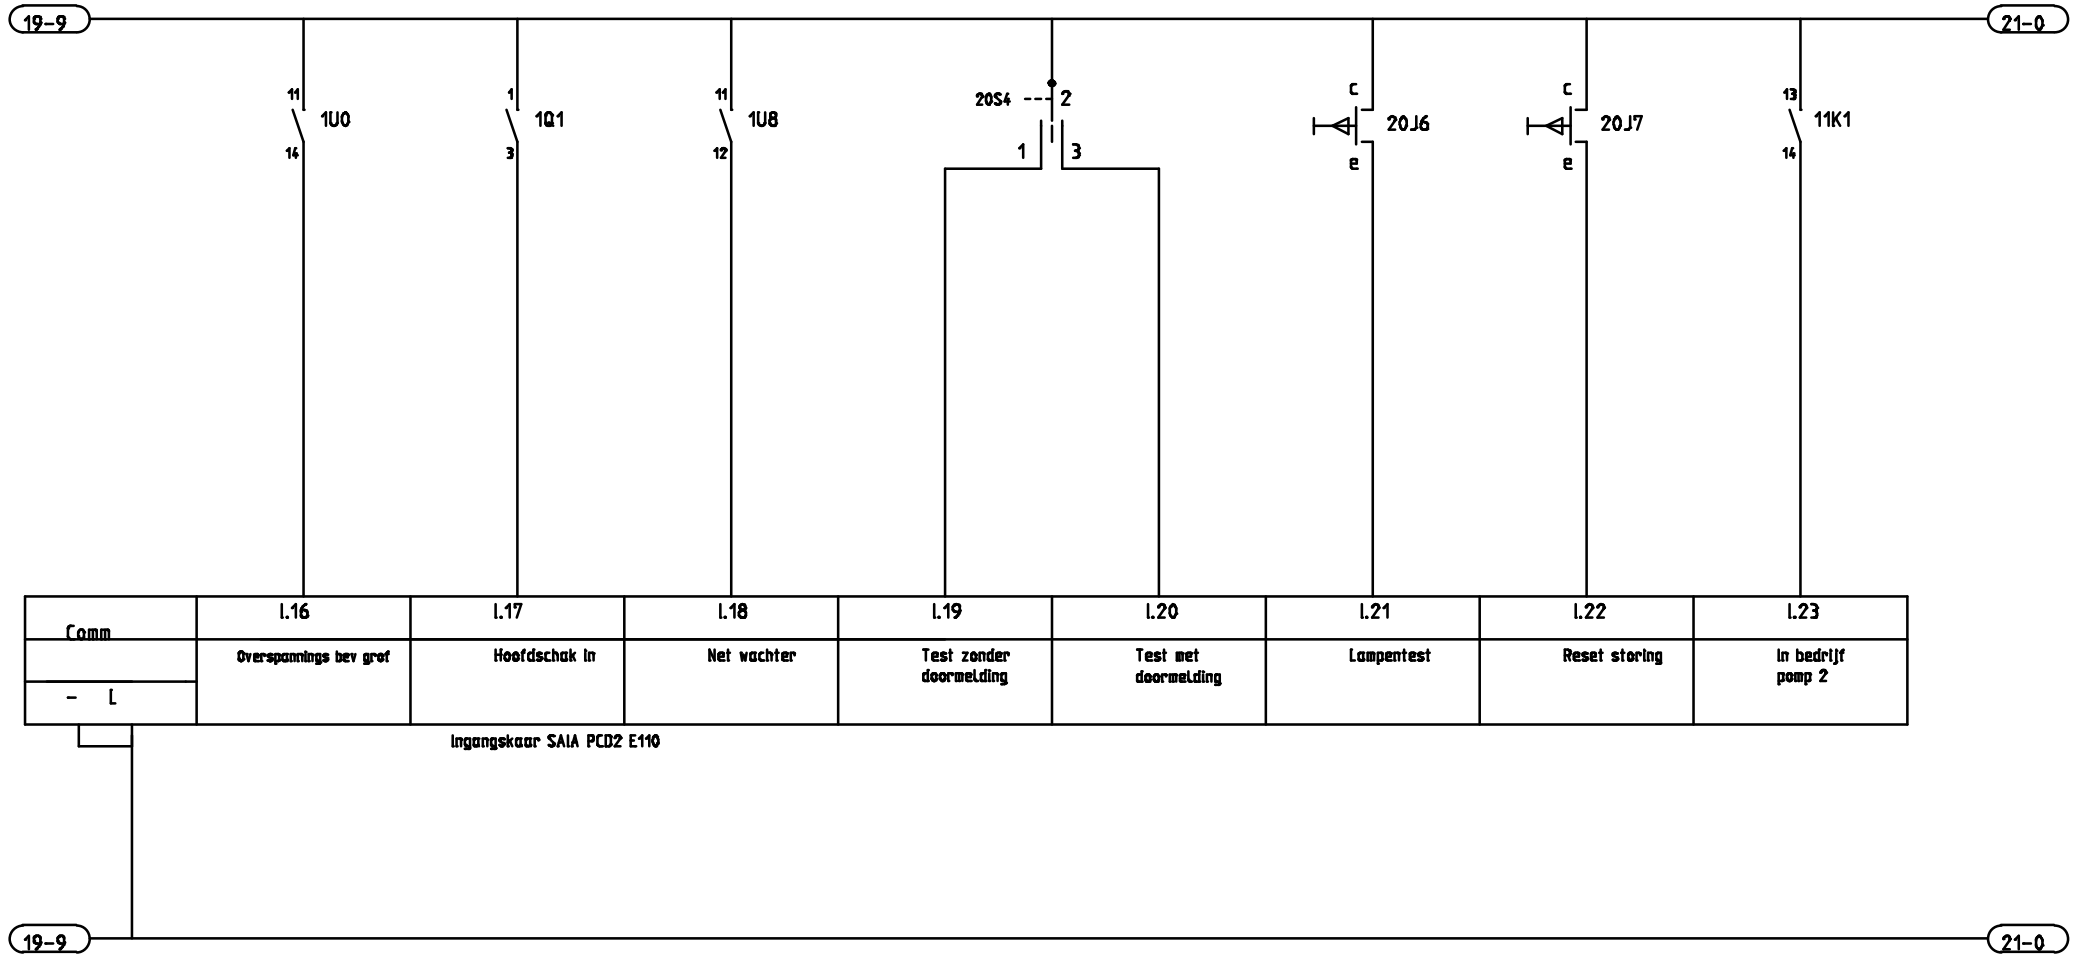 19-9
21-0
11
1U0
14
1
1Q1
3
11
1U8
12
20S4
2
1
3
c
20J6
e
c
20J7
e
13
11K1
14
Comm
- L
I.16
I.17
I.18
I.19
I.20
I.21
I.22
I.23
Overspannings bev grof
Hoofdschak in
Net wachter
Test zonder
doormelding
Test met
doormelding
Lampentest
Reset storing
In bedrijf
pomp 2
Ingangskaar SAIA PCD2 E110
19-9
21-0